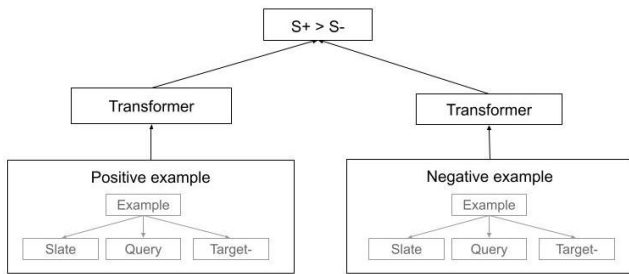 S+ > S-
Transformer
Transformer
Positive example
Negative example
Example
Example
Slate
Query
Target-
Slate
Query
Target-